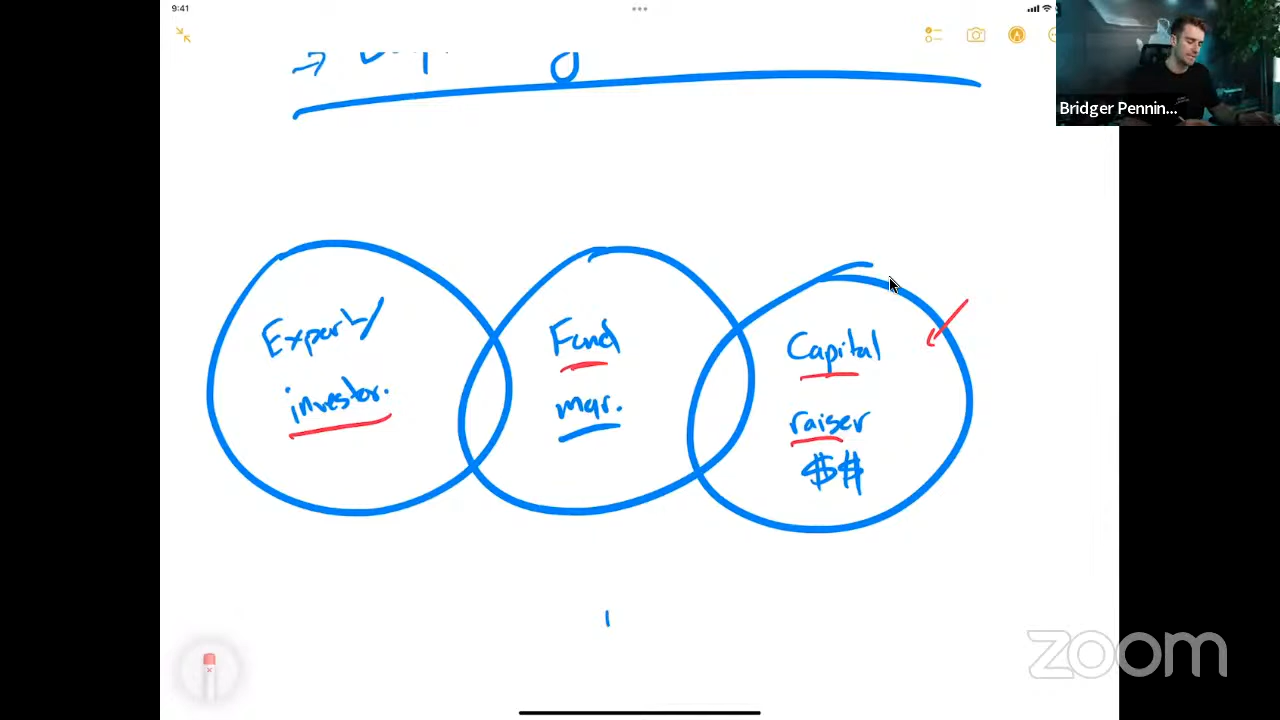 9:41
Bridger Pennin...
Expert/
investor.
Fund
mgr.
Capital
raiser
$$
zoom